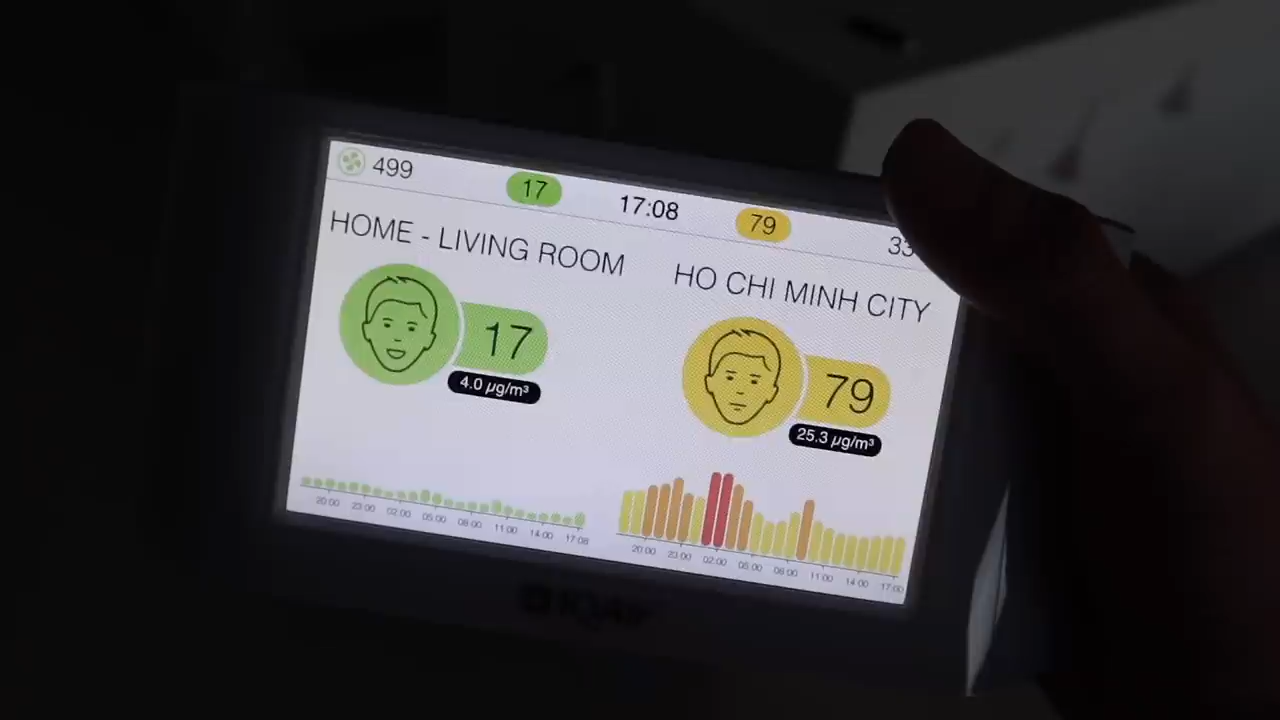 499 17 17:08 79 33
HOME - LIVING ROOM
HO CHI MINH CITY
17
4.0 µg/m³
79
25.3 µg/m³
20:00 23:00 02:00 05:00 08:00 11:00 14:00 17:08
20:00 23:00 02:00 05:00 08:00 11:00 14:00 17:00
IQAir